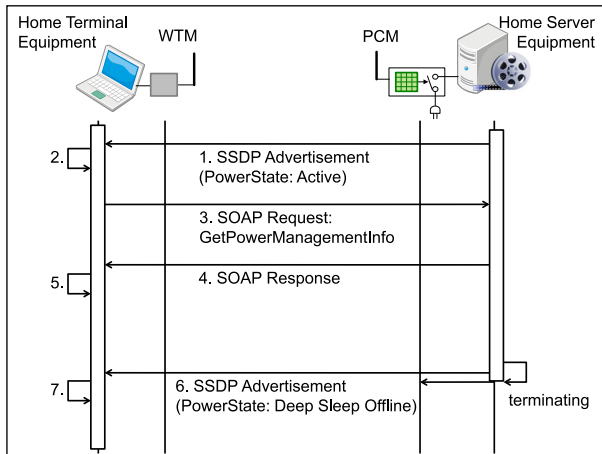 Home Terminal
Equipment
WTM
PCM
Home Server
Equipment
2.
1. SSDP Advertisement
(PowerState: Active)
3. SOAP Request:
GetPowerManagementInfo
5.
4. SOAP Response
7.
6. SSDP Advertisement
(PowerState: Deep Sleep Offline)
terminating